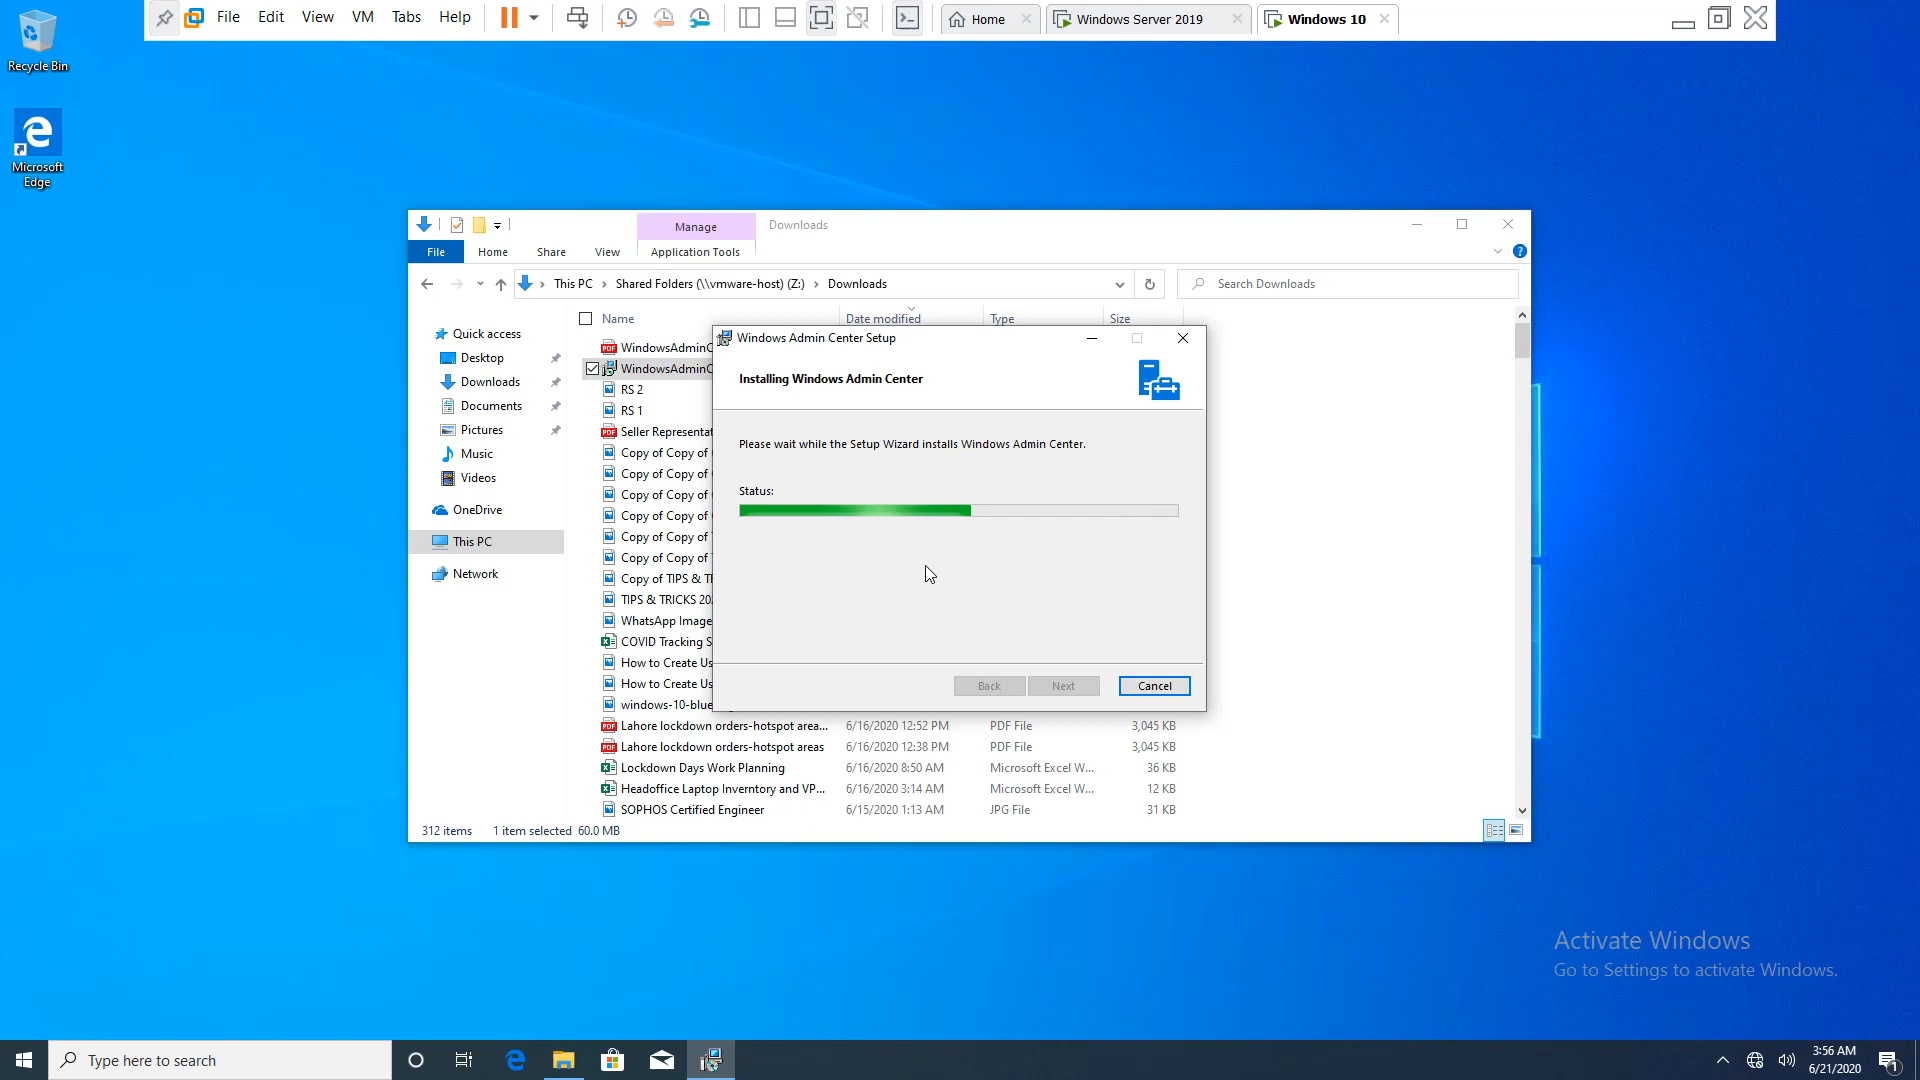 File Edit View VM Tabs Help
Home
Windows Server 2019
Windows 10
Recycle Bin
Microsoft Edge
Manage
Downloads
File Home Share View Application Tools
This PC > Shared Folders (\\vmware-host) (Z:) > Downloads
Search Downloads
Quick access
Desktop
Downloads
Documents
Pictures
Music
Videos
OneDrive
This PC
Network
Name Date modified Type Size
WindowsAdminC
WindowsAdminC
RS 2
RS 1
Seller Representat
Copy of Copy of
Copy of Copy of
Copy of Copy of
Copy of Copy of
Copy of Copy of
Copy of Copy of
Copy of TIPS & T
TIPS & TRICKS 20
WhatsApp Image
COVID Tracking S
How to Create Us
How to Create Us
windows-10-blue
Lahore lockdown orders-hotspot area... 6/16/2020 12:52 PM PDF File 3,045 KB
Lahore lockdown orders-hotspot areas 6/16/2020 12:38 PM PDF File 3,045 KB
Lockdown Days Work Planning 6/16/2020 8:50 AM Microsoft Excel W... 36 KB
Headoffice Laptop Inverntory and VP... 6/16/2020 3:14 AM Microsoft Excel W... 12 KB
SOPHOS Certified Engineer 6/15/2020 1:13 AM JPG File 31 KB
312 items 1 item selected 60.0 MB
Windows Admin Center Setup
Installing Windows Admin Center
Please wait while the Setup Wizard installs Windows Admin Center.
Status:
Back Next Cancel
Activate Windows
Go to Settings to activate Windows.
Type here to search
3:56 AM
6/21/2020
1